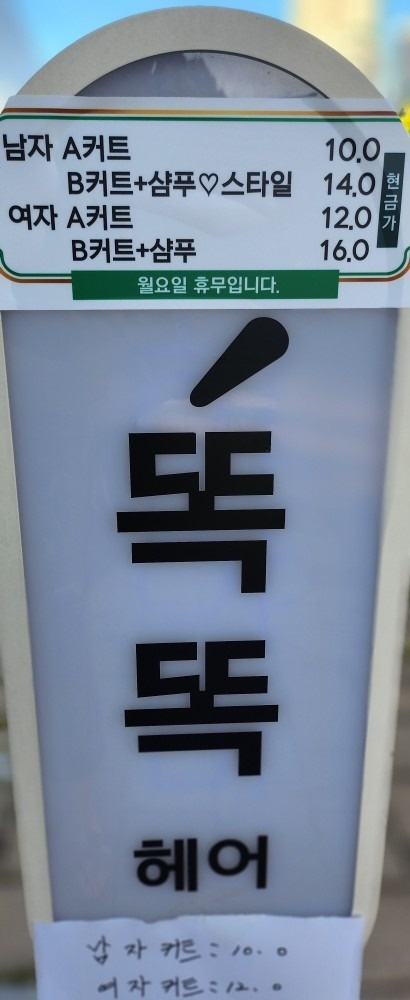 남자 A커트 10.0
B커트+샴푸♡스타일 14.0
여자 A커트 12.0
B커트+샴푸 16.0
현금가
월요일 휴무입니다.
똑
똑
헤어
남자 커트: 10.0
여자 커트: 12.0